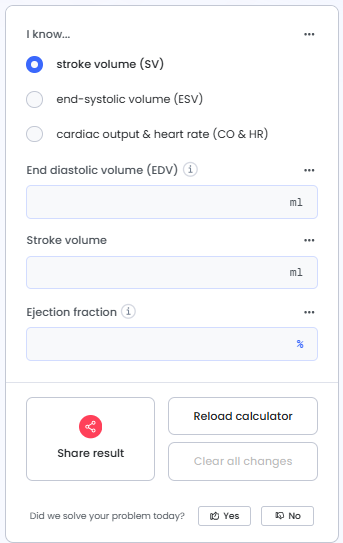 I know...
stroke volume (SV)
end-systolic volume (ESV)
cardiac output & heart rate (CO & HR)
End diastolic volume (EDV) i
ml
Stroke volume
ml
Ejection fraction i
%
Share result
Reload calculator
Clear all changes
Did we solve your problem today? Yes No